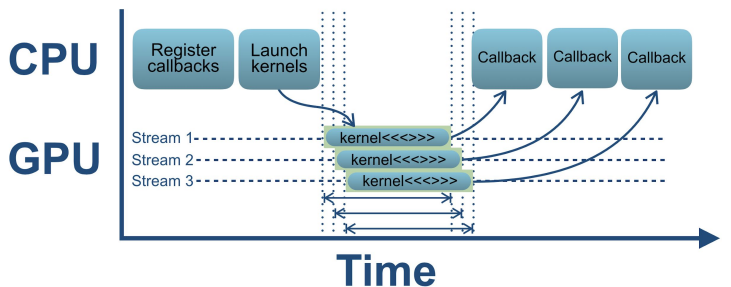 CPU
Register
callbacks
Launch
kernels
Callback
Callback
Callback
GPU
Stream 1
kernel<<<>>>
Stream 2
kernel<<<>>>
Stream 3
kernel<<<>>>
Time